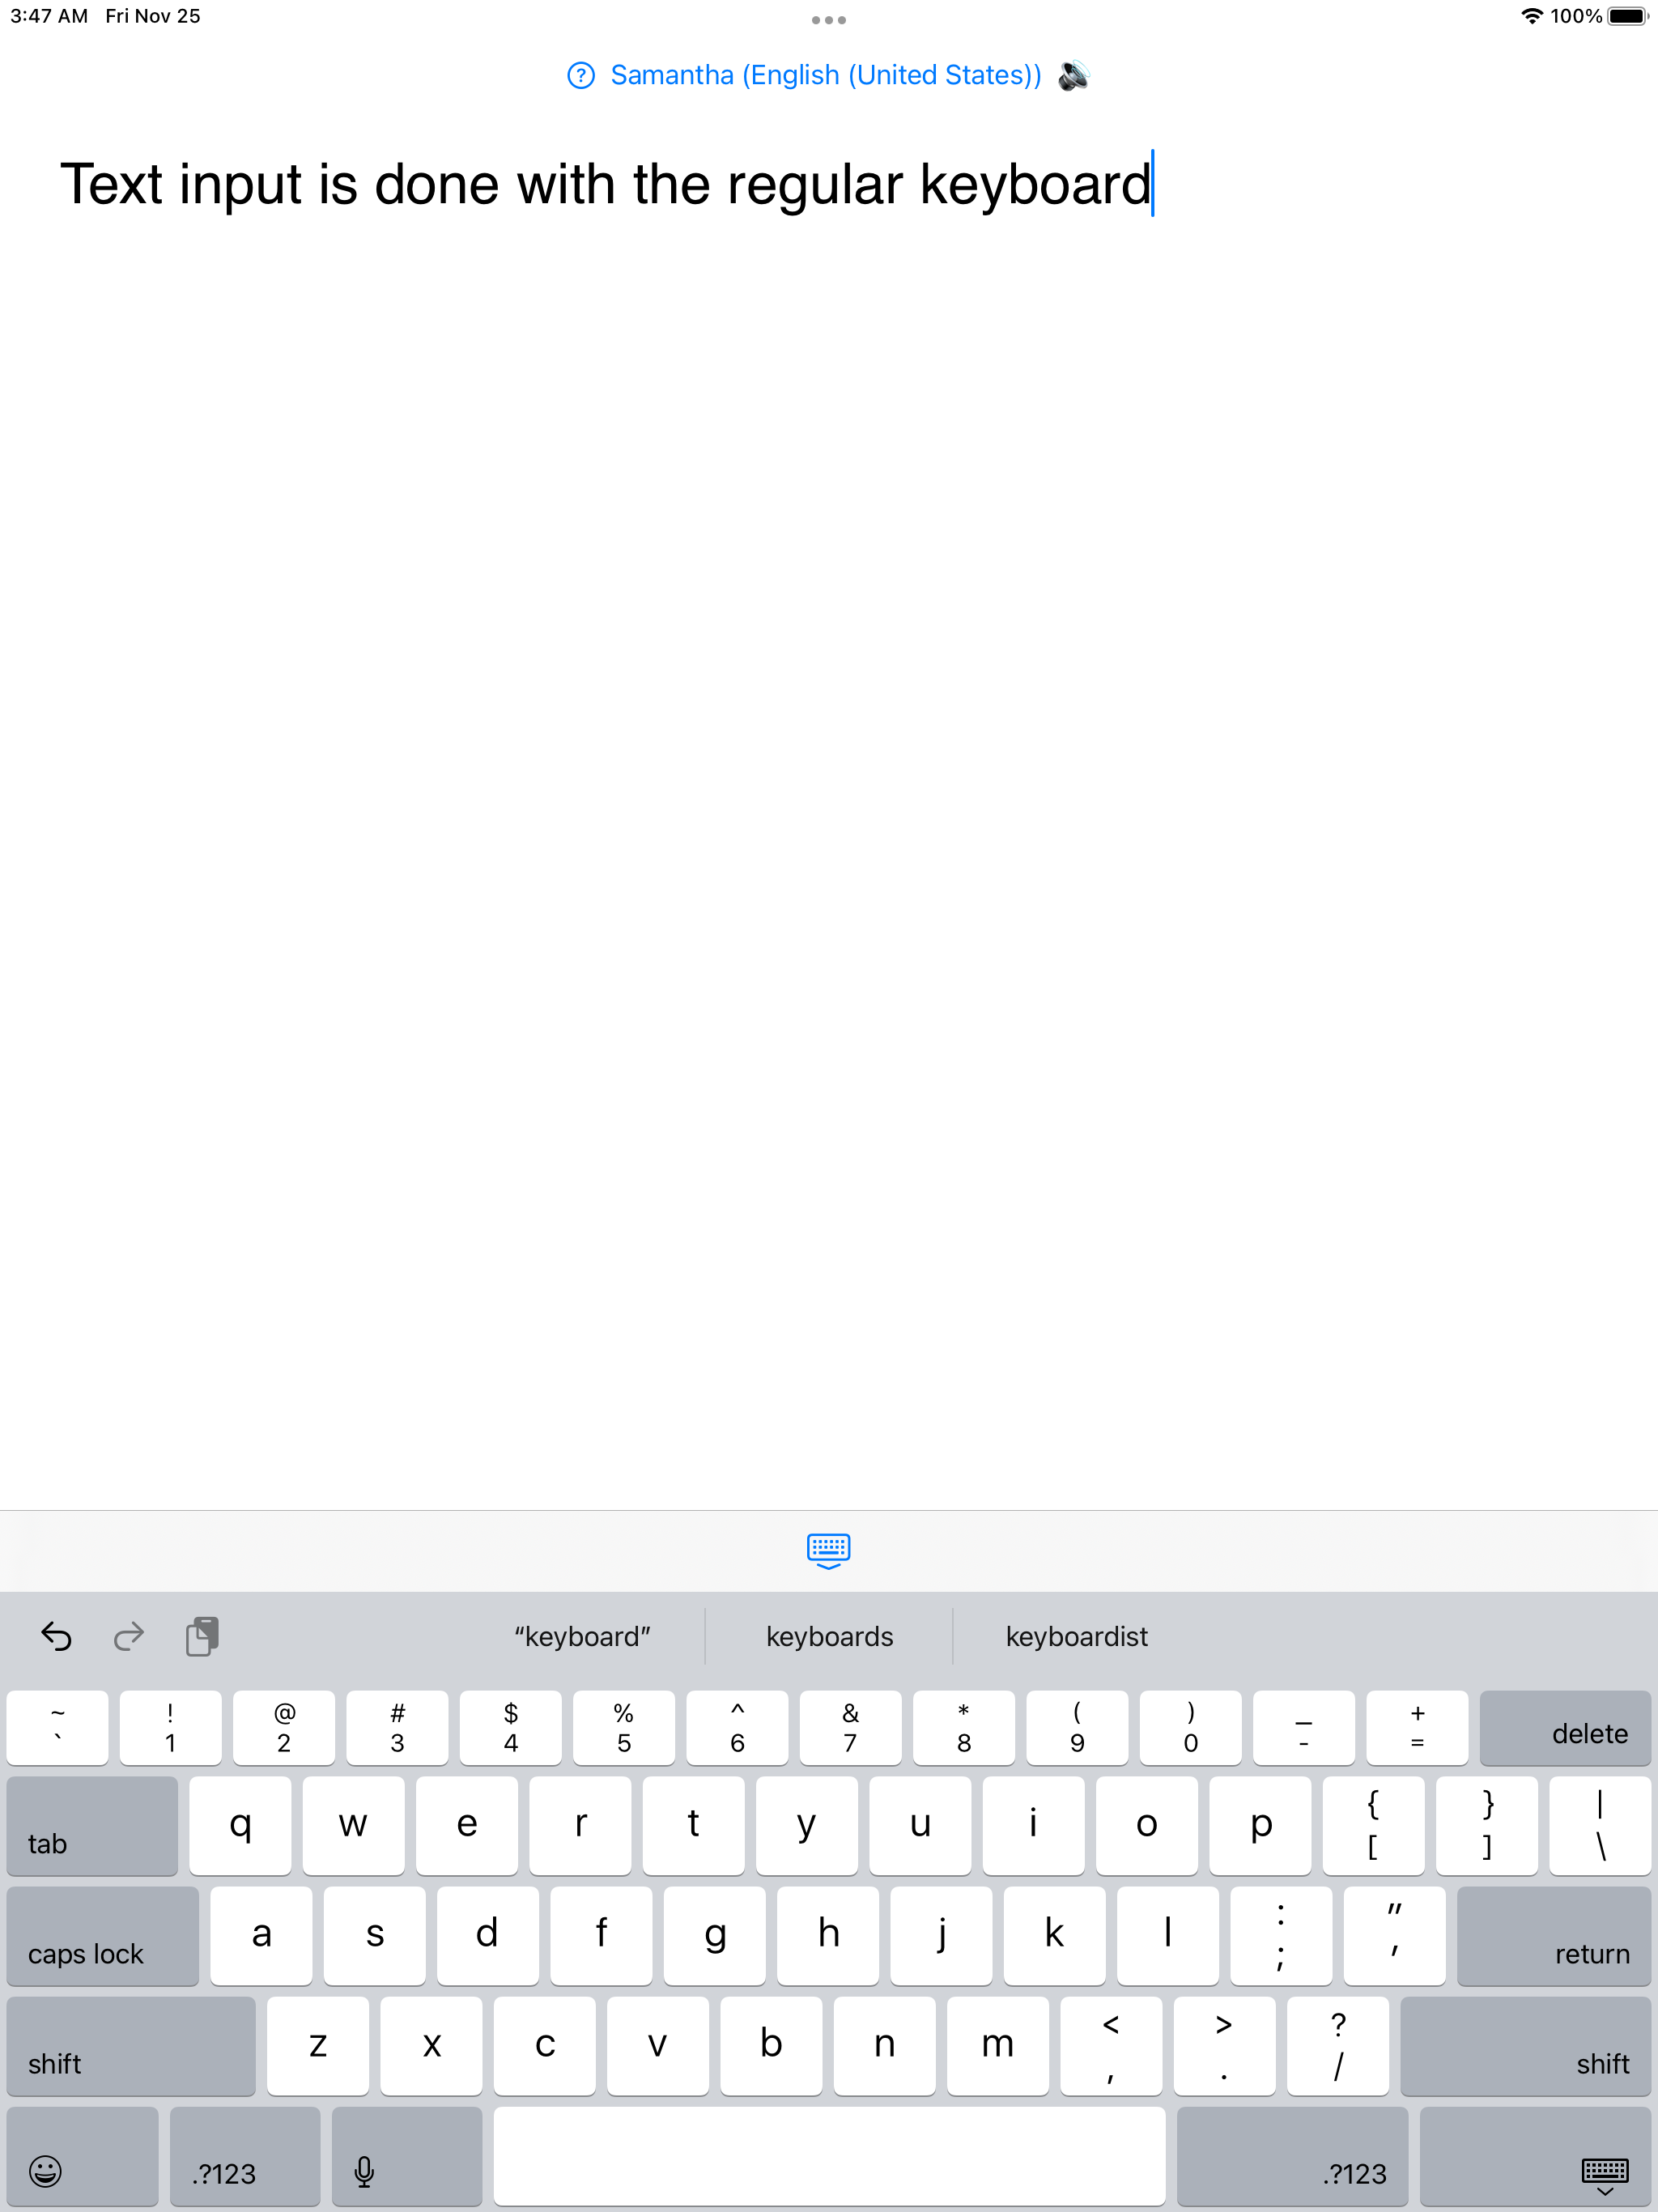 3:47 AM Fri Nov 25 100%
Samantha (English (United States))
Text input is done with the regular keyboard
“keyboard” keyboards keyboardist
~ ! @ # $ % ^ & * ( ) _ +
` 1 2 3 4 5 6 7 8 9 0 - = delete
tab q w e r t y u i o p { [ } ] | \
caps lock a s d f g h j k l : ; " ' return
shift z x c v b n m < , > . ? / shift
.?123 .?123